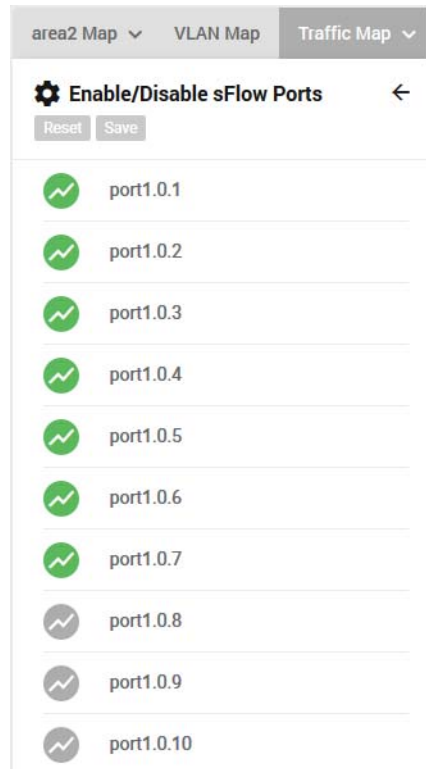 area2 Map VLAN Map Traffic Map
Enable/Disable sFlow Ports
Reset Save
port1.0.1
port1.0.2
port1.0.3
port1.0.4
port1.0.5
port1.0.6
port1.0.7
port1.0.8
port1.0.9
port1.0.10